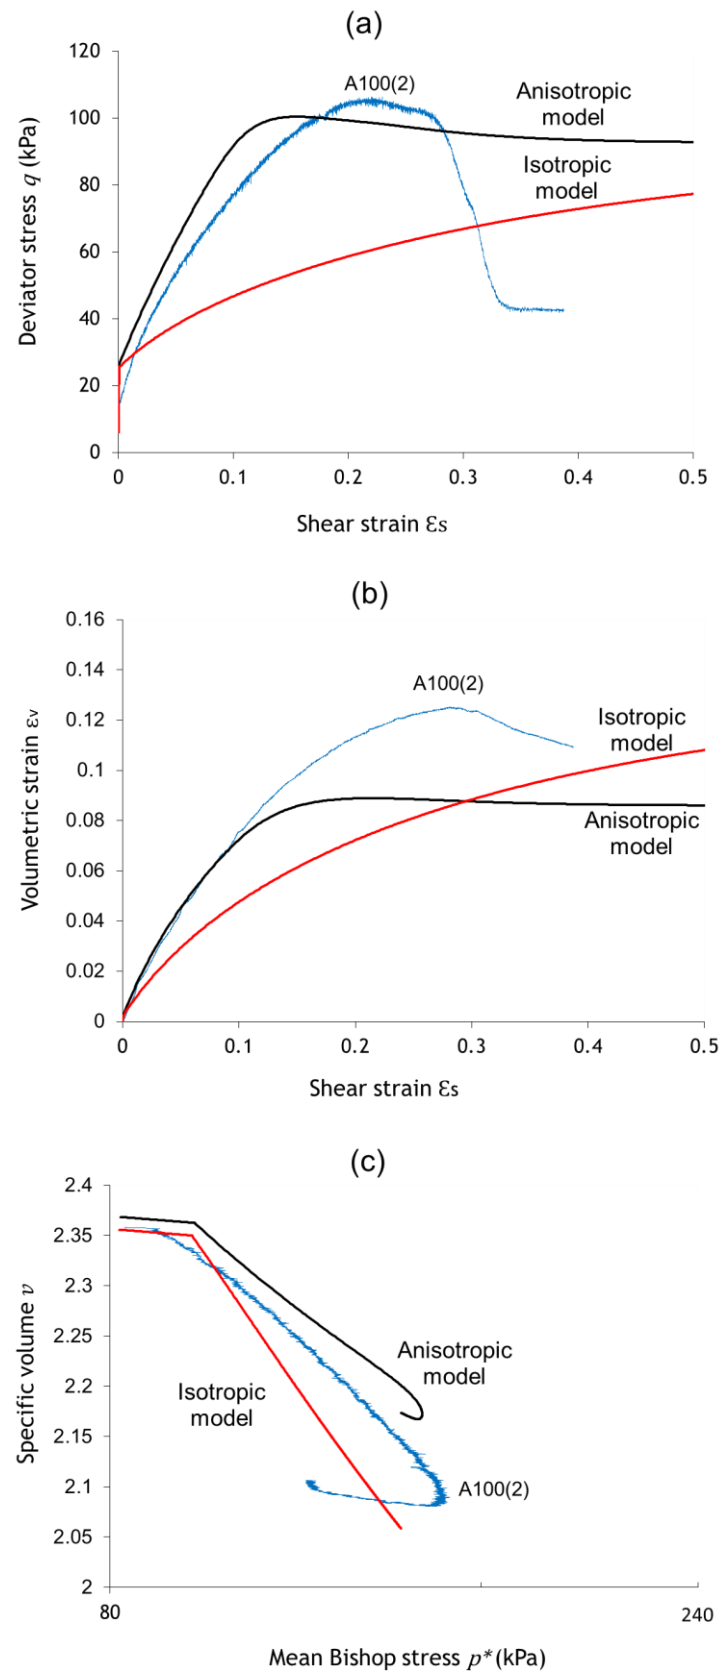 (a)
120
100
80
60
40
20
0
Deviator stress q (kPa)
A100(2)
Anisotropic
model
Isotropic
model
0 0.1 0.2 0.3 0.4 0.5
Shear strain Ɛs
(b)
0.16
0.14
0.12
0.1
0.08
0.06
0.04
0.02
0
Volumetric strain εv
A100(2)
Isotropic
model
Anisotropic
model
0 0.1 0.2 0.3 0.4 0.5
Shear strain Ɛs
(c)
2.4
2.35
2.3
2.25
2.2
2.15
2.1
2.05
2
Specific volume v
Anisotropic
model
Isotropic
model
A100(2)
80 240
Mean Bishop stress p* (kPa)